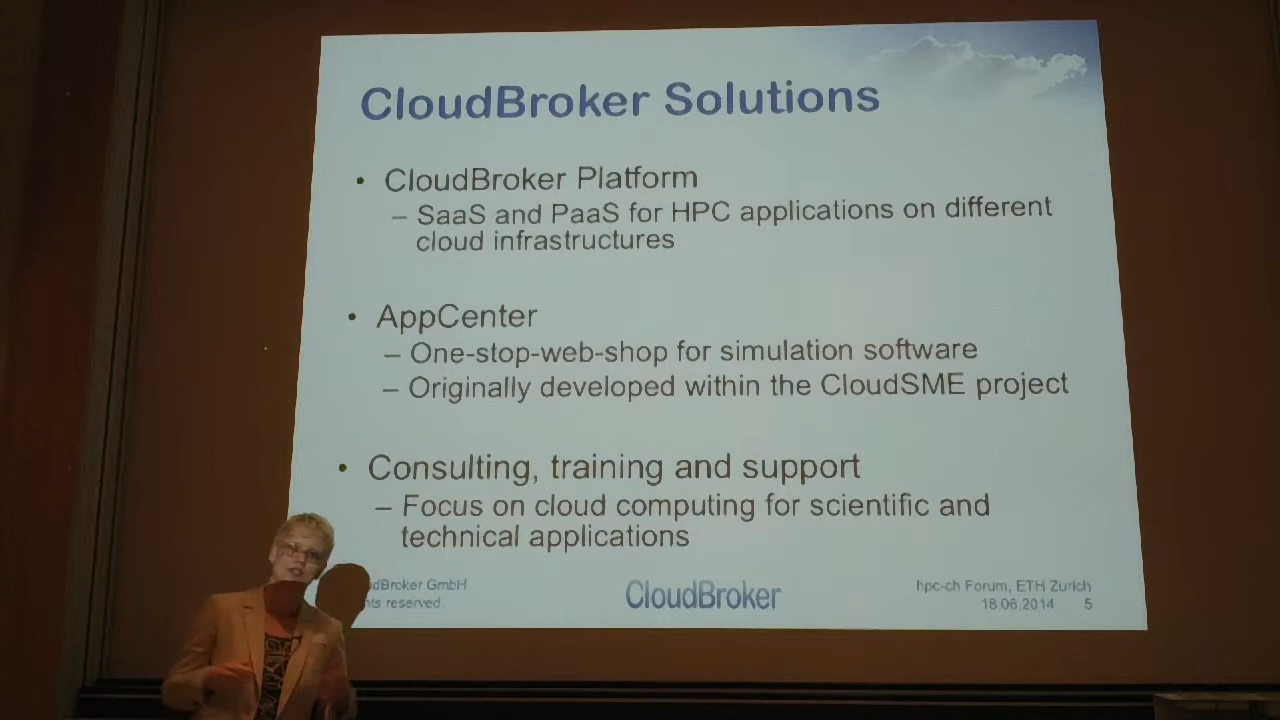 CloudBroker Solutions
• CloudBroker Platform
– SaaS and PaaS for HPC applications on different
cloud infrastructures
• AppCenter
– One-stop-web-shop for simulation software
– Originally developed within the CloudSME project
• Consulting, training and support
– Focus on cloud computing for scientific and
technical applications
GmbH
reserved.
CloudBroker
hpc-ch Forum, ETH Zurich
18.06.2014 5